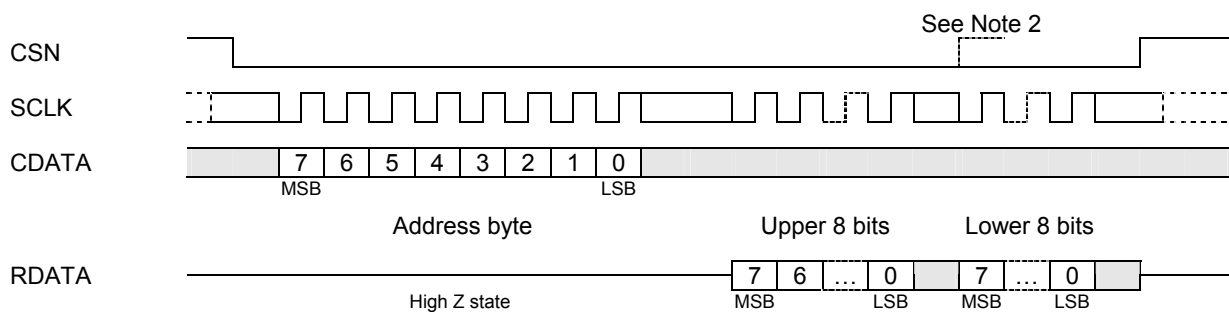 See Note 2
CSN
SCLK
CDATA 7 6 5 4 3 2 1 0
MSB LSB
Address byte Upper 8 bits Lower 8 bits
RDATA 7 6 … 0 7 … 0
High Z state MSB LSB MSB LSB